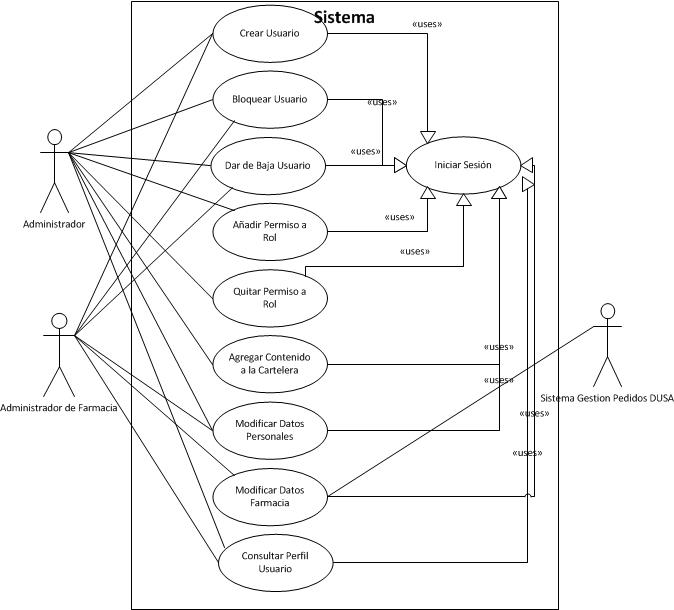 Sistema
Crear Usuario
«uses»
Bloquear Usuario
«uses»
Dar de Baja Usuario
«uses»
Iniciar Sesión
Administrador
Añadir Permiso a
Rol
«uses»
«uses»
Quitar Permiso a
Rol
Agregar Contenido
a la Cartelera
«uses»
«uses»
Administrador de Farmacia
Sistema Gestion Pedidos DUSA
Modificar Datos
Personales
«uses»
«uses»
Modificar Datos
Farmacia
Consultar Perfil
Usuario